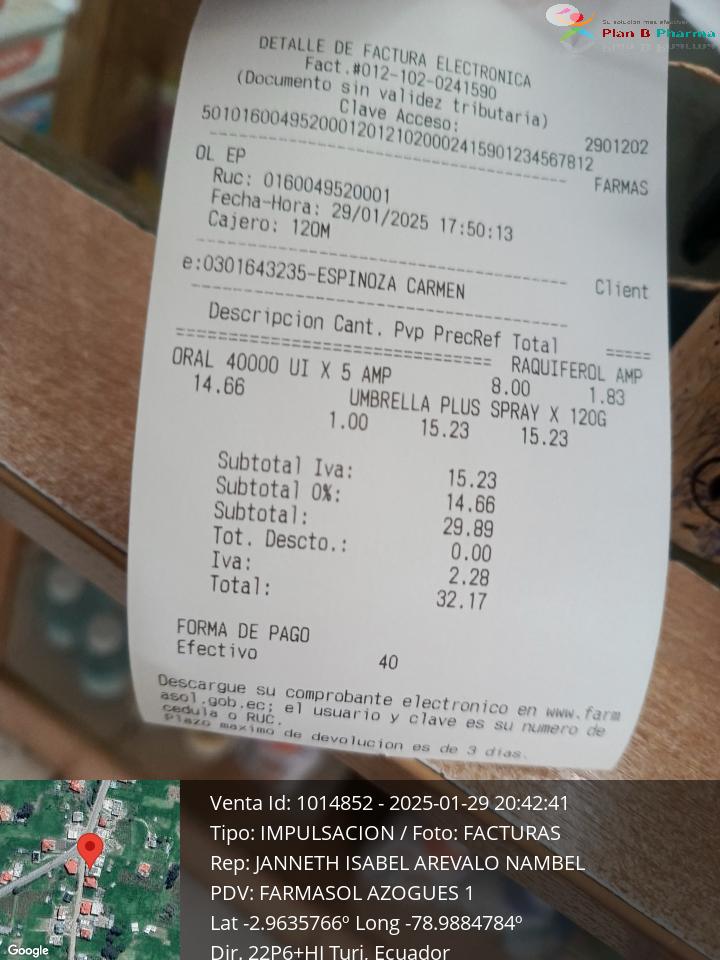 Su solucion mas efectiva
Plan B Pharma
DETALLE DE FACTURA ELECTRONICA
Fact.#012-102-0241590
(Documento sin validez tributaria)
Clave Acceso:
2901202
501016004952000120121020002415901234567812
FARMAS
OL EP
Ruc: 0160049520001
Fecha-Hora: 29/01/2025 17:50:13
Cajero: 120M
Client
e:0301643235-ESPINOZA CARMEN
Descripcion Cant. Pvp PrecRef Total
RAQUIFEROL AMP
ORAL 40000 UI X 5 AMP
8.00 1.83
14.66
UMBRELLA PLUS SPRAY X 120G
1.00 15.23 15.23
Subtotal Iva: 15.23
Subtotal 0%: 14.66
Subtotal: 29.89
Tot. Descto.: 0.00
Iva: 2.28
Total: 32.17
FORMA DE PAGO
Efectivo 40
Descargue su comprobante electronico en www.farm
asol.gob.ec; el usuario y clave es su numero de
cedula o RUC.
Plazo maximo de devolucion es de 3 dias.
Venta Id: 1014852 - 2025-01-29 20:42:41
Tipo: IMPULSACION / Foto: FACTURAS
Rep: JANNETH ISABEL AREVALO NAMBEL
PDV: FARMASOL AZOGUES 1
Lat -2.9635766º Long -78.9884784º
Dir. 22P6+HJ Turi, Ecuador
Google